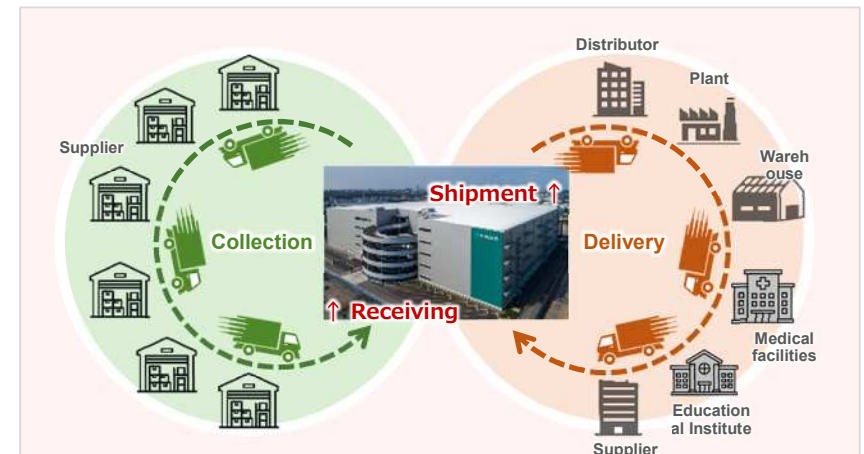 Distributor
Plant
Supplier
Wareh
ouse
Shipment ↑
Collection
Delivery
↑ Receiving
Medical
facilities
Education
al Institute
Supplier